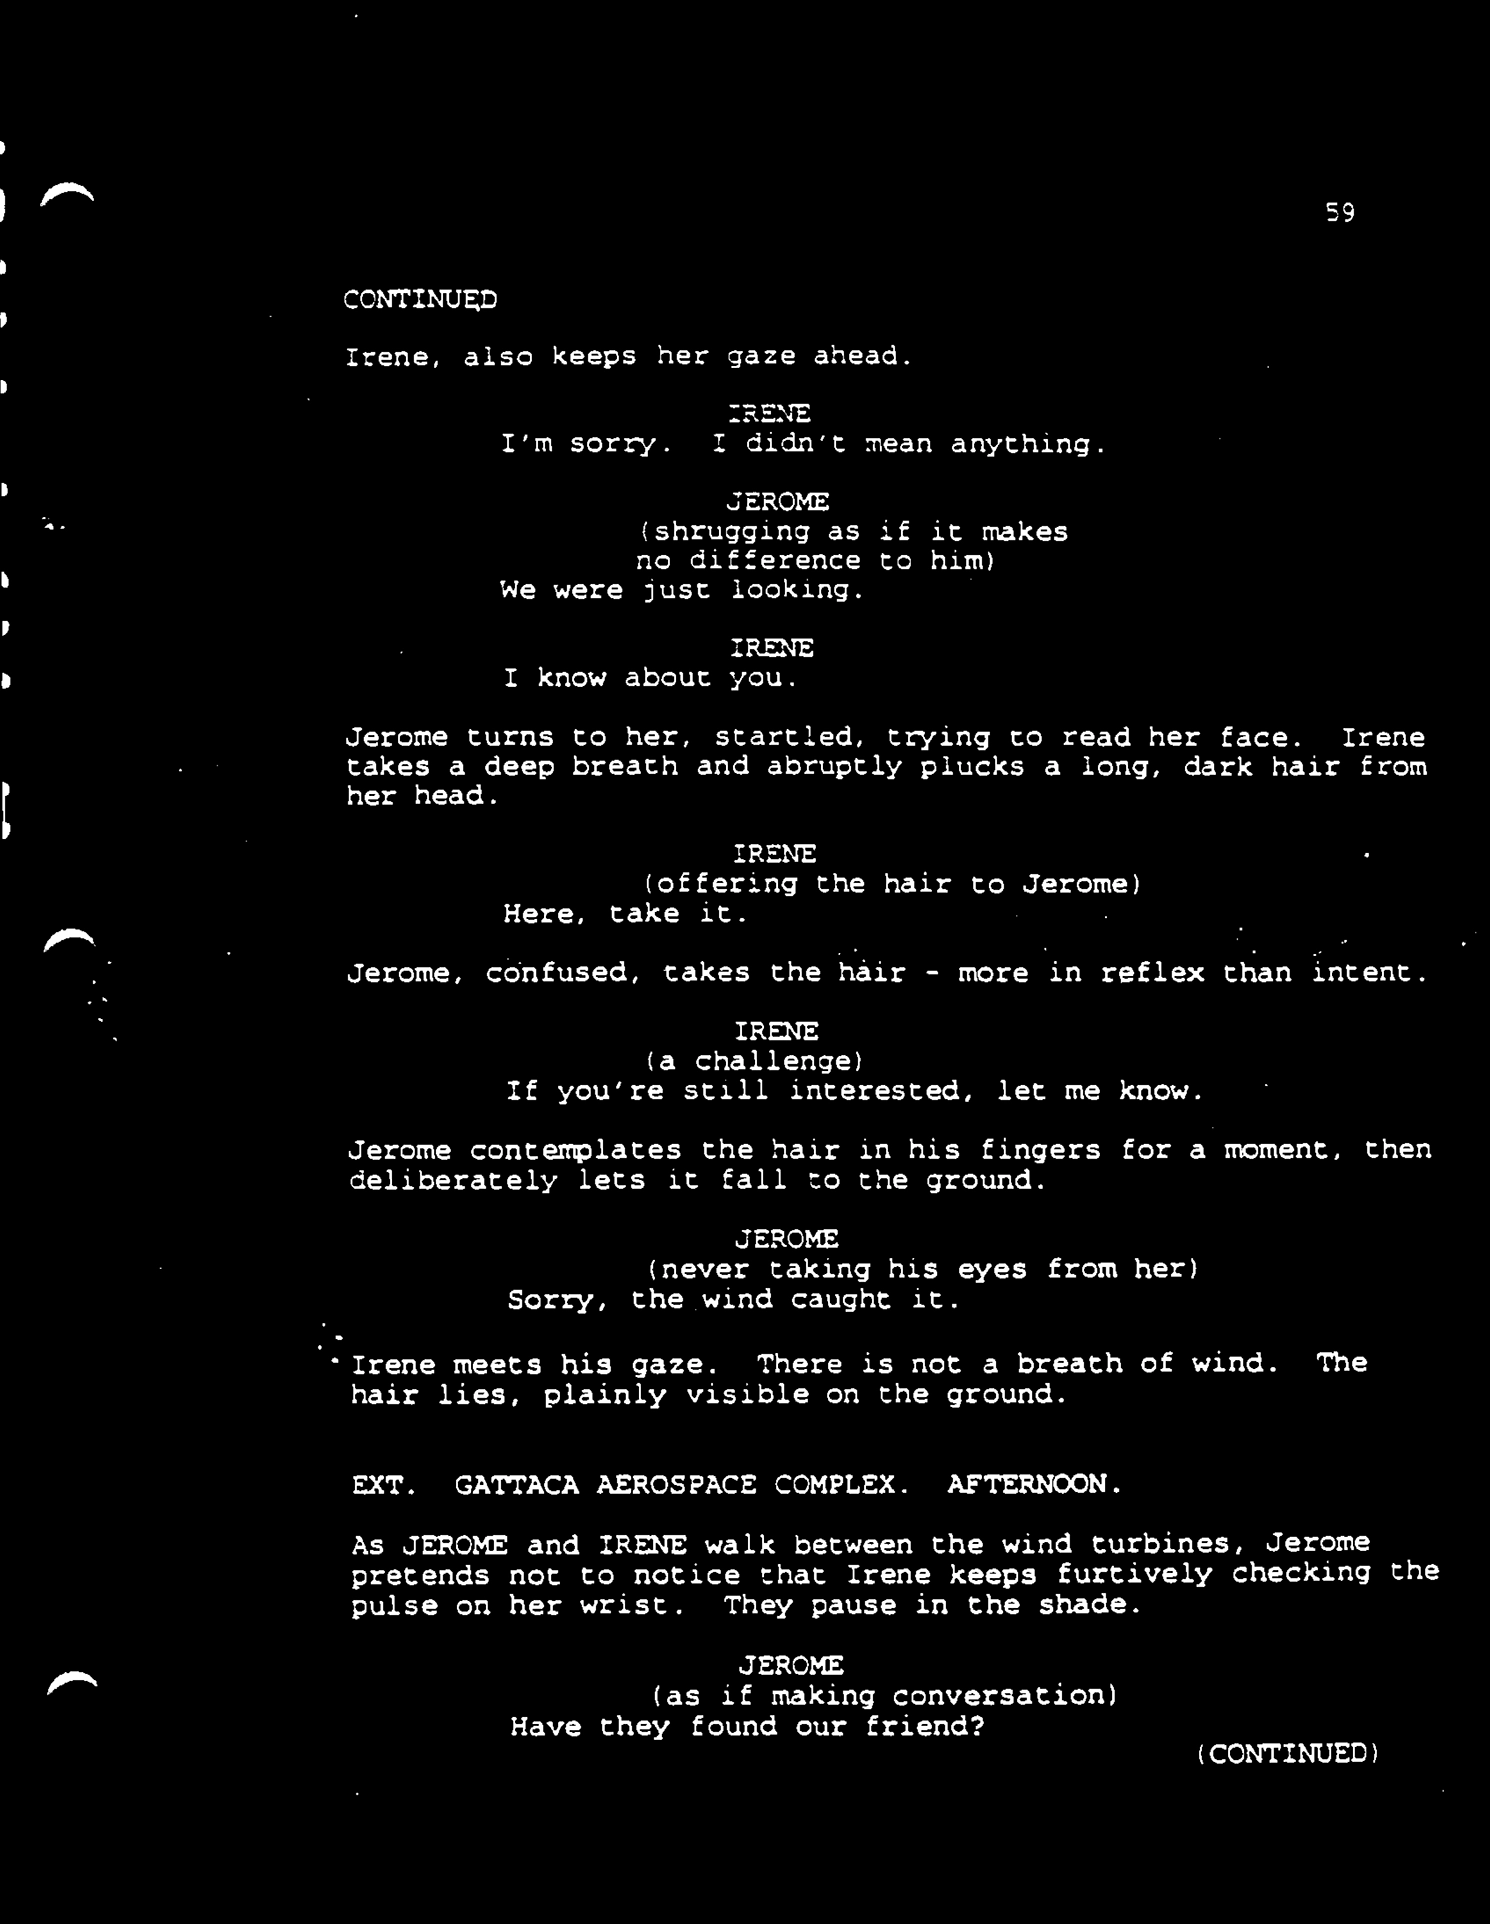 59
CONTINUED
Irene, also keeps her gaze ahead.
IRENE
I'm sorry. I didn't mean anything.
JEROME
(shrugging as if it makes
no difference to him)
We were just looking.
IRENE
I know about you.
Jerome turns to her, startled, trying to read her face. Irene
takes a deep breath and abruptly plucks a long, dark hair from
her head.
IRENE
(offering the hair to Jerome)
Here, take it.
Jerome, confused, takes the hair - more in reflex than intent.
IRENE
(a challenge)
If you're still interested, let me know.
Jerome contemplates the hair in his fingers for a moment, then
deliberately lets it fall to the ground.
JEROME
(never taking his eyes from her)
Sorry, the wind caught it.
Irene meets his gaze. There is not a breath of wind. The
hair lies, plainly visible on the ground.
EXT. GATTACA AEROSPACE COMPLEX. AFTERNOON.
As JEROME and IRENE walk between the wind turbines, Jerome
pretends not to notice that Irene keeps furtively checking the
pulse on her wrist. They pause in the shade.
JEROME
(as if making conversation)
Have they found our friend?
(CONTINUED)